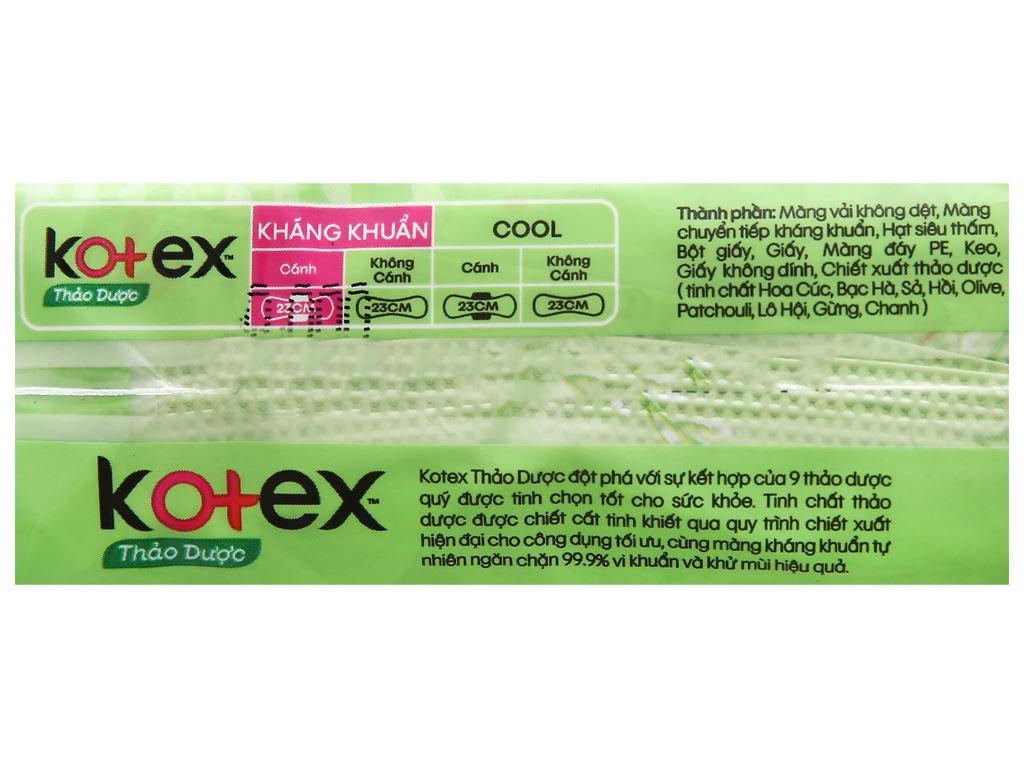 kotex™
Thảo Dược
KHÁNG KHUẨN COOL
Cánh Không Cánh Cánh Không Cánh
23CM 23CM 23CM 23CM
Thành phần: Màng vải không dệt, Màng
chuyển tiếp kháng khuẩn, Hạt siêu thấm,
Bột giấy, Giấy, Màng đáy PE, Keo,
Giấy không dính, Chiết xuất thảo dược
( tinh chất Hoa Cúc, Bạc Hà, Sả, Hồi, Olive,
Patchouli, Lô Hội, Gừng, Chanh )
kotex™
Thảo Dược
Kotex Thảo Dược đột phá với sự kết hợp của 9 thảo dược
quý được tinh chọn tốt cho sức khỏe. Tinh chất thảo
dược được chiết cất tinh khiết qua quy trình chiết xuất
hiện đại cho công dụng tối ưu, cùng màng kháng khuẩn tự
nhiên ngăn chặn 99.9% vi khuẩn và khử mùi hiệu quả.